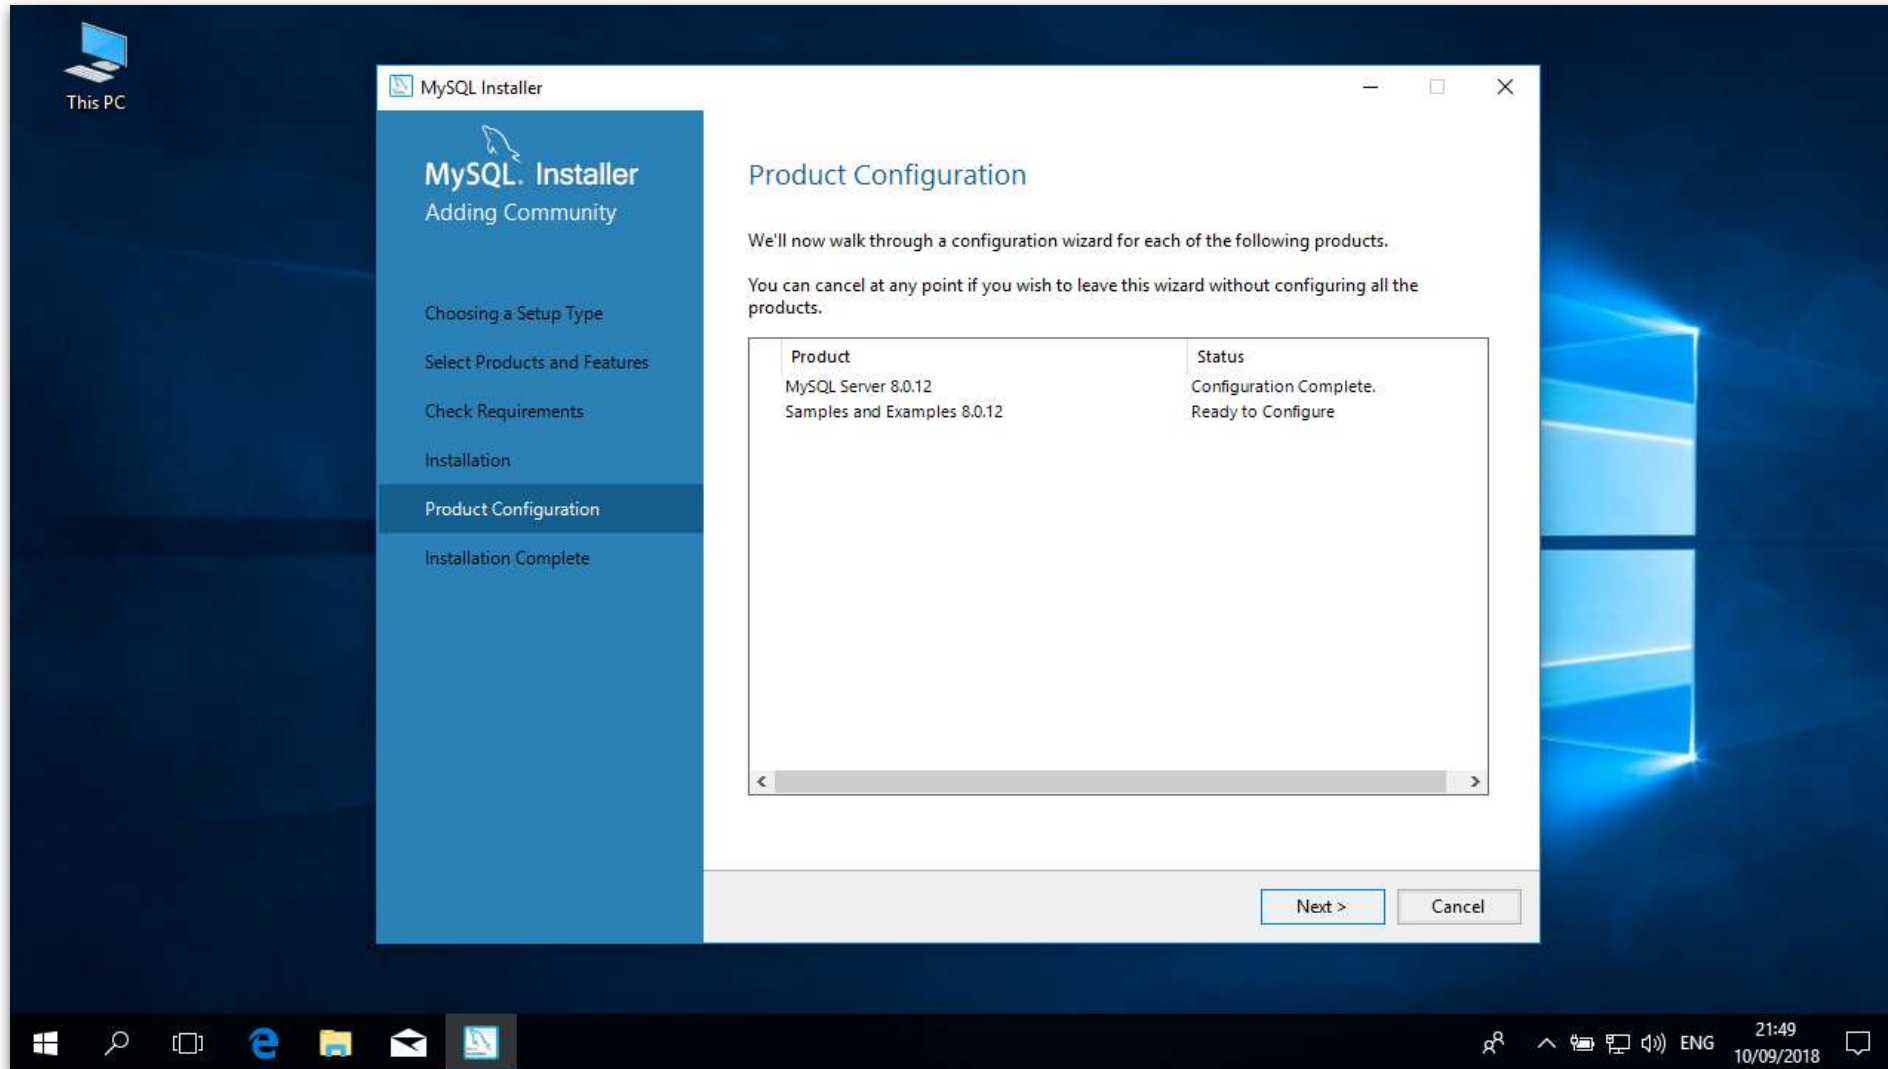 This PC
MySQL Installer
MySQL. Installer
Adding Community
Choosing a Setup Type
Select Products and Features
Check Requirements
Installation
Product Configuration
Installation Complete
Product Configuration
We'll now walk through a configuration wizard for each of the following products.
You can cancel at any point if you wish to leave this wizard without configuring all the
products.
Product Status
MySQL Server 8.0.12 Configuration Complete.
Samples and Examples 8.0.12 Ready to Configure
Next >
Cancel
ENG
21:49
10/09/2018